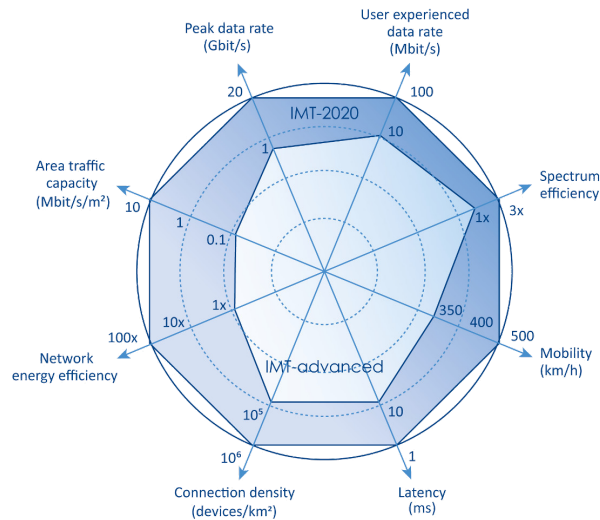 Peak data rate
(Gbit/s)
User experienced
data rate
(Mbit/s)
20
100
IMT-2020
1
10
Area traffic
capacity
(Mbit/s/m²)
Spectrum
efficiency
10
1
0.1
1x
3x
1x
10x
100x
350
400
500
Network
energy efficiency
Mobility
(km/h)
IMT-advanced
10⁵
10
10⁶
1
Connection density
(devices/km²)
Latency
(ms)